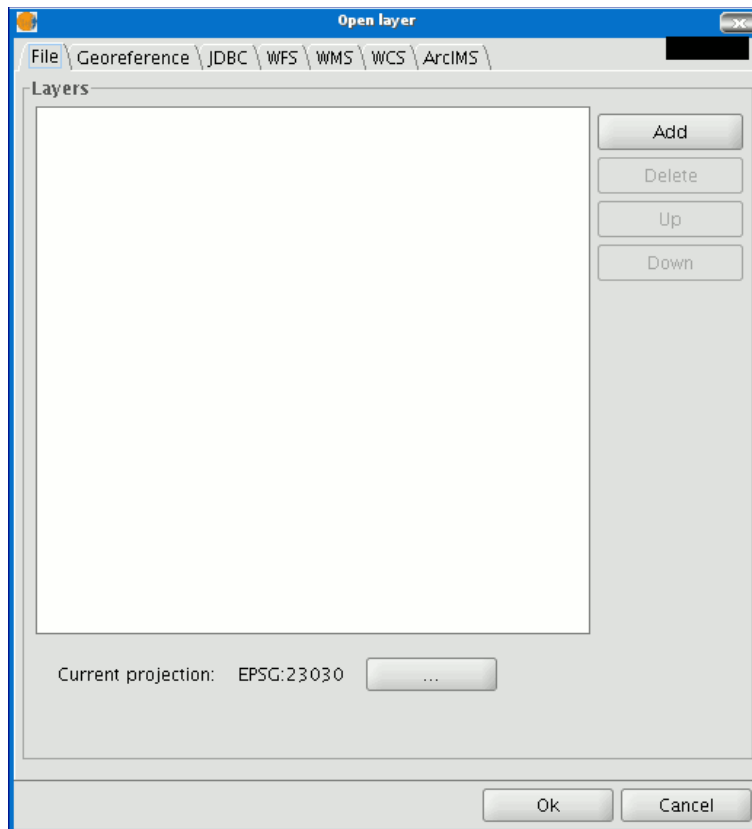 Open layer
File Georeference JDBC WFS WMS WCS ArcIMS
Layers
Add
Delete
Up
Down
Current projection: EPSG:23030 ...
Ok Cancel